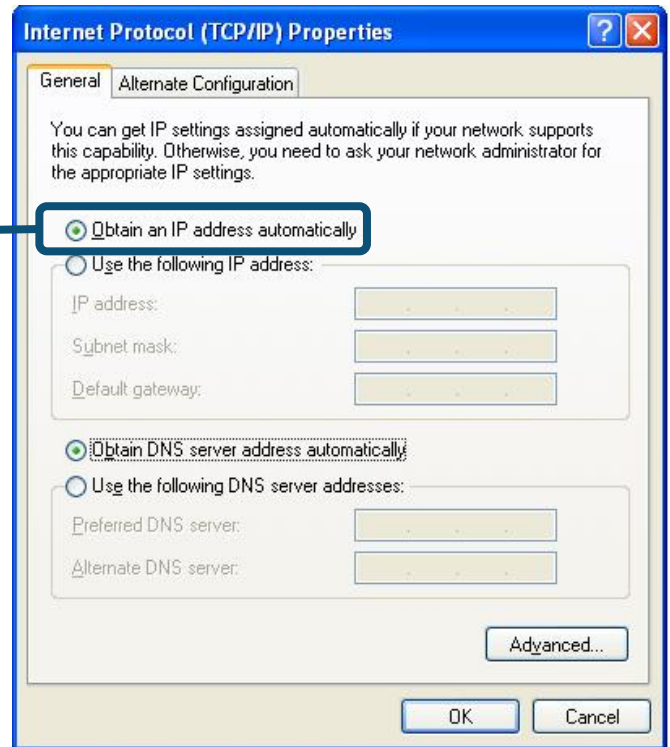 Internet Protocol (TCP/IP) Properties
General
Alternate Configuration
You can get IP settings assigned automatically if your network supports
this capability. Otherwise, you need to ask your network administrator for
the appropriate IP settings.
Obtain an IP address automatically
Use the following IP address:
IP address:
Subnet mask:
Default gateway:
Obtain DNS server address automatically
Use the following DNS server addresses:
Preferred DNS server:
Alternate DNS server:
Advanced...
OK
Cancel